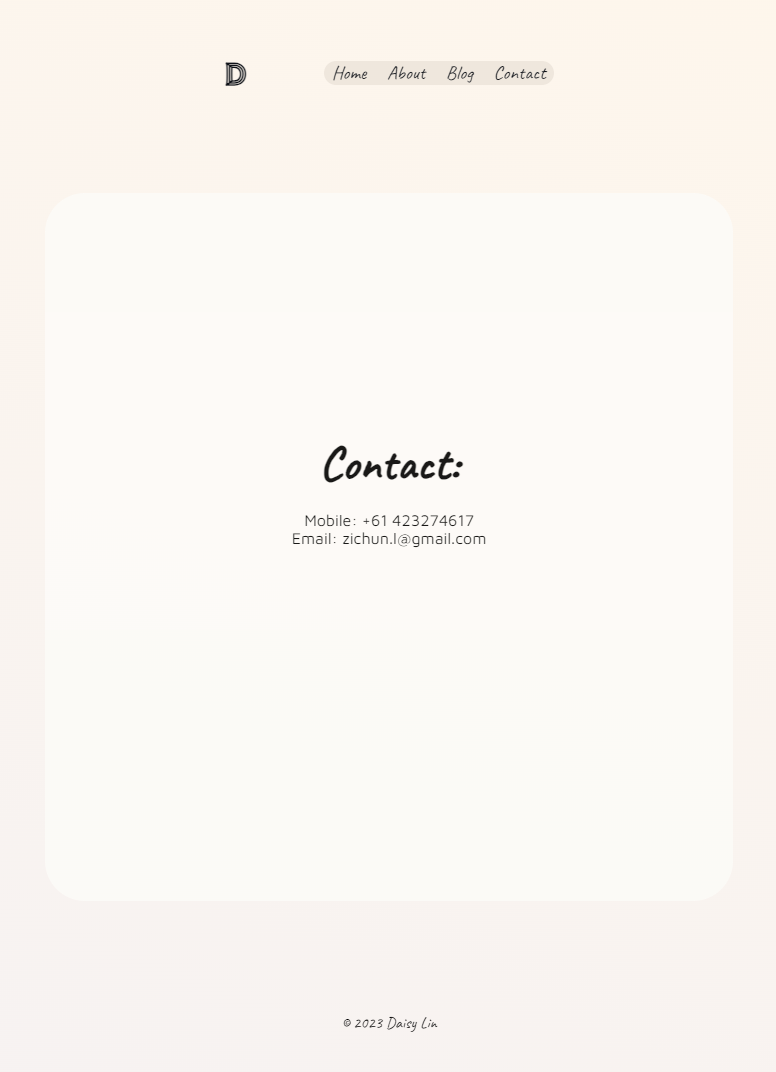 D
Home About Blog Contact
Contact:
Mobile: +61 423274617
Email: zichun.l@gmail.com
© 2023 Daisy Lin